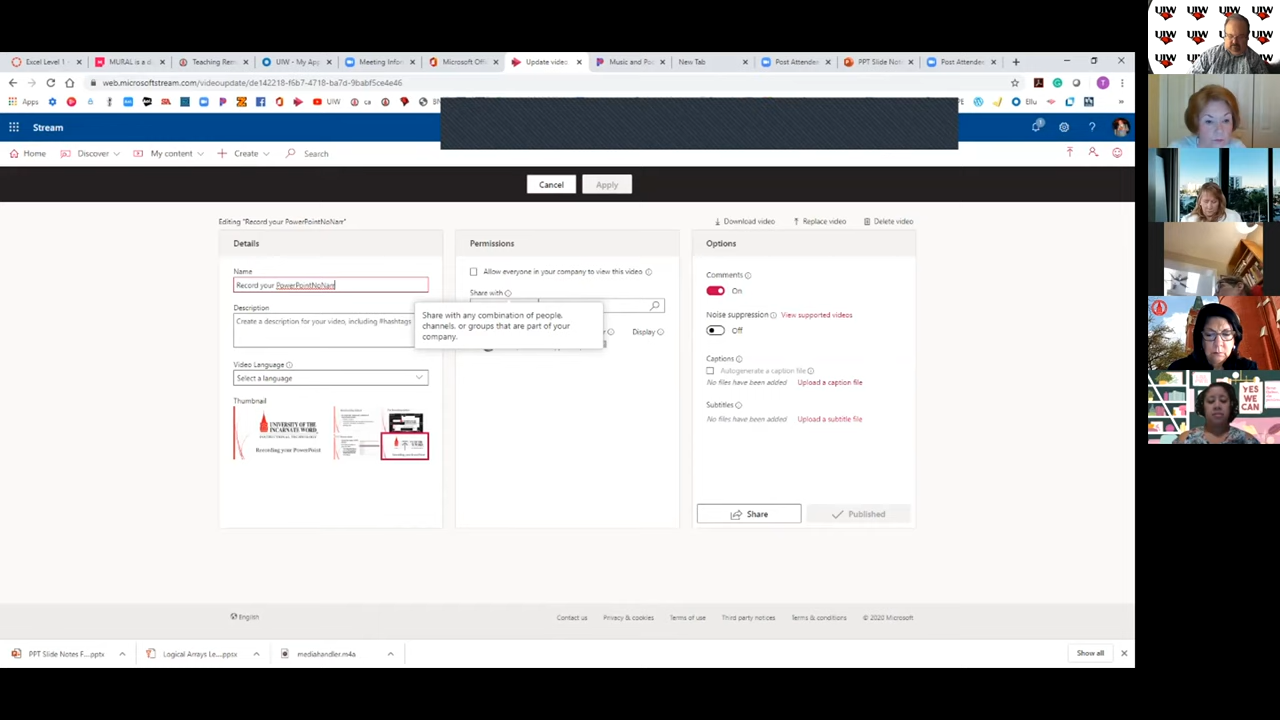 Excel Level 1
MURAL is a d
Teaching Rem
UIW - My App
Meeting Infor
Microsoft Offi
Update video
Music and Po
New Tab
Post Attende
PPT Slide Not
Post Attende
web.microsoftstream.com/videoupdate/de142218-f6b7-4718-ba7d-9babf5ce4e46
Apps
UIW
ca
Ellu
Stream
Home
Discover
My content
Create
Search
Cancel
Apply
Editing "Record your PowerPointNoNarr"
Download video
Replace video
Delete video
Details
Name
Record your PowerPointNoNarr
Description
Create a description for your video, including #hashtags
Video Language
Select a language
Thumbnail
UNIVERSITY OF THE
INCARNATE WORD
Recording your PowerPoint
Permissions
Allow everyone in your company to view this video
Share with
Share with any combination of people,
channels, or groups that are part of your
company.
Display
Options
Comments
On
Noise suppression
View supported videos
Off
Captions
Autogenerate a caption file
No files have been added
Upload a caption file
Subtitles
No files have been added
Upload a subtitle file
Share
Published
English
Contact us
Privacy & cookies
Terms of use
Third party notices
Terms & conditions
© 2020 Microsoft
PPT Slide Notes F....pptx
Logical Arrays Le....ppsx
mediahandler.m4a
Show all
UIW
UIW
UIW
UIW
UIW
UIW
UIW
UIW
YES
WE
CAN